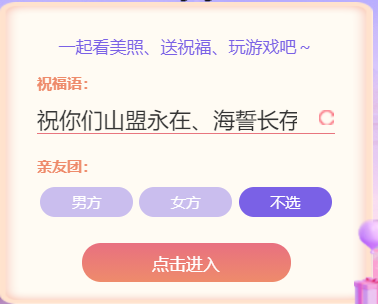 一起看美照、送祝福、玩游戏吧~
祝福语：
祝你们山盟永在、海誓长存
亲友团：
男方 女方 不选
点击进入